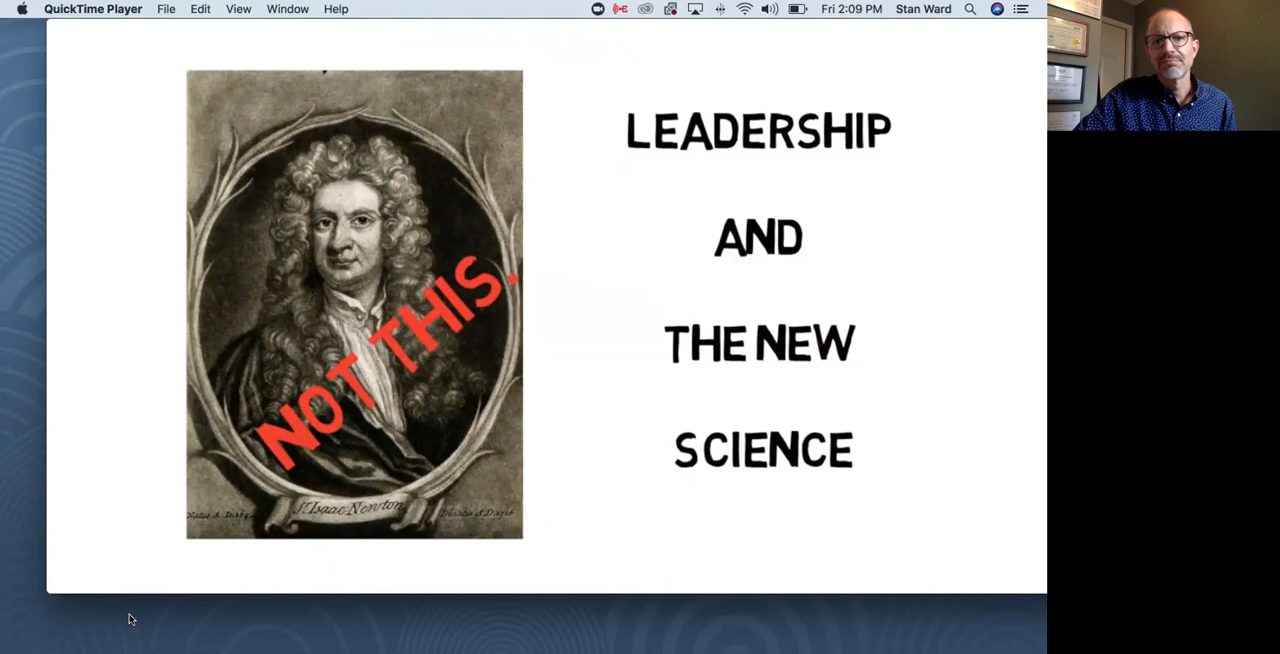 QuickTime Player File Edit View Window Help Fri 2:09 PM Stan Ward
LEADERSHIP
AND
THE NEW
SCIENCE
NOT THIS.
Sr. Isaac Newton